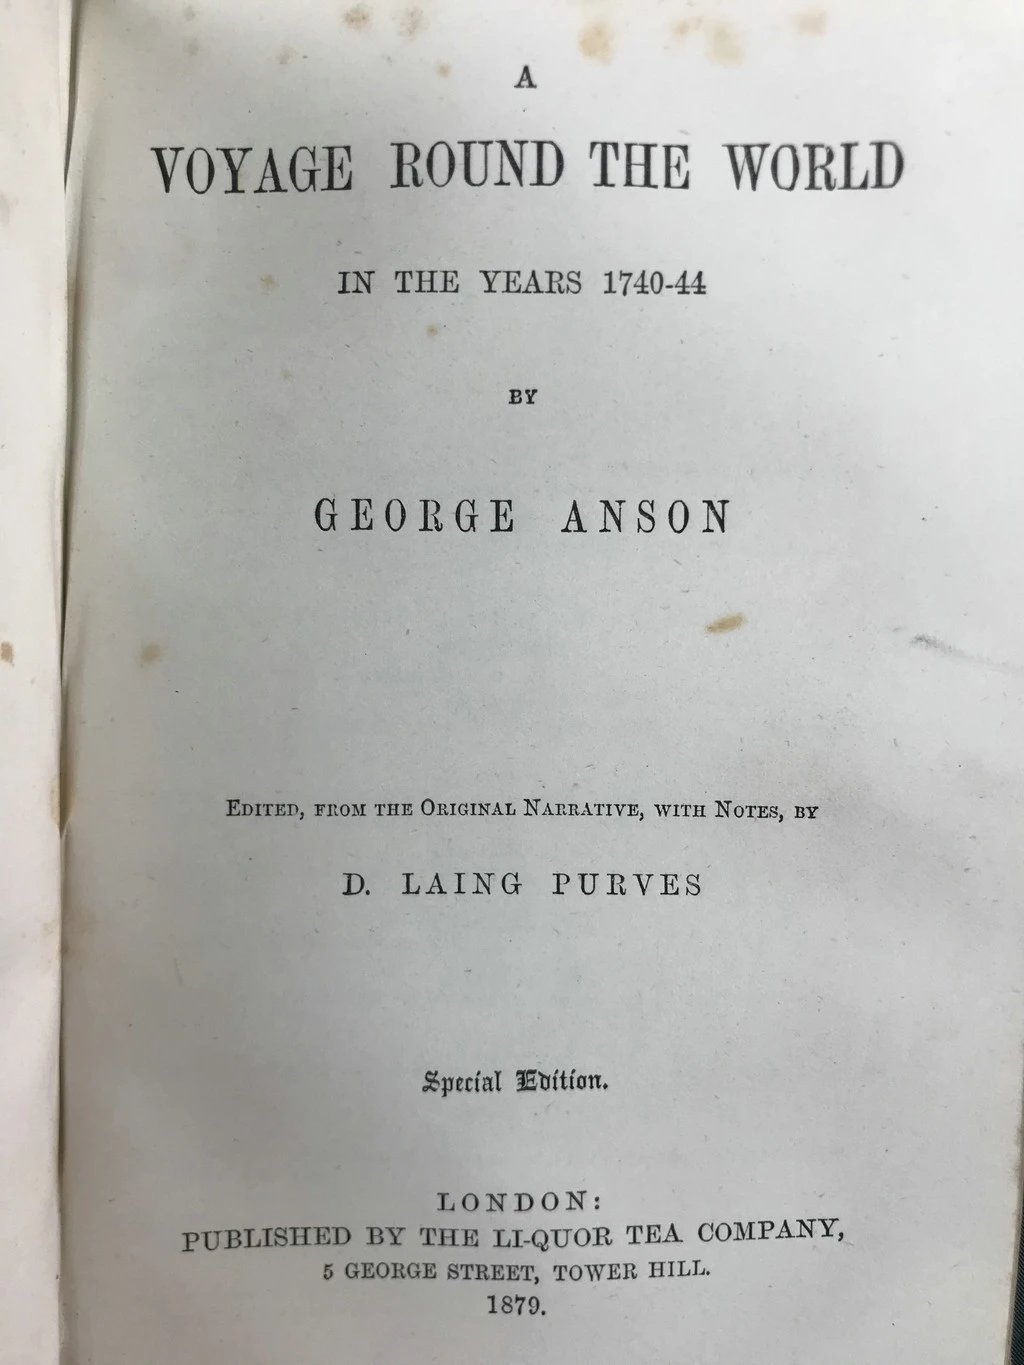 A
VOYAGE ROUND THE WORLD
IN THE YEARS 1740-44
BY
GEORGE ANSON
EDITED, FROM THE ORIGINAL NARRATIVE, WITH NOTES, BY
D. LAING PURVES
Special Edition.
LONDON:
PUBLISHED BY THE LI-QUOR TEA COMPANY,
5 GEORGE STREET, TOWER HILL.
1879.